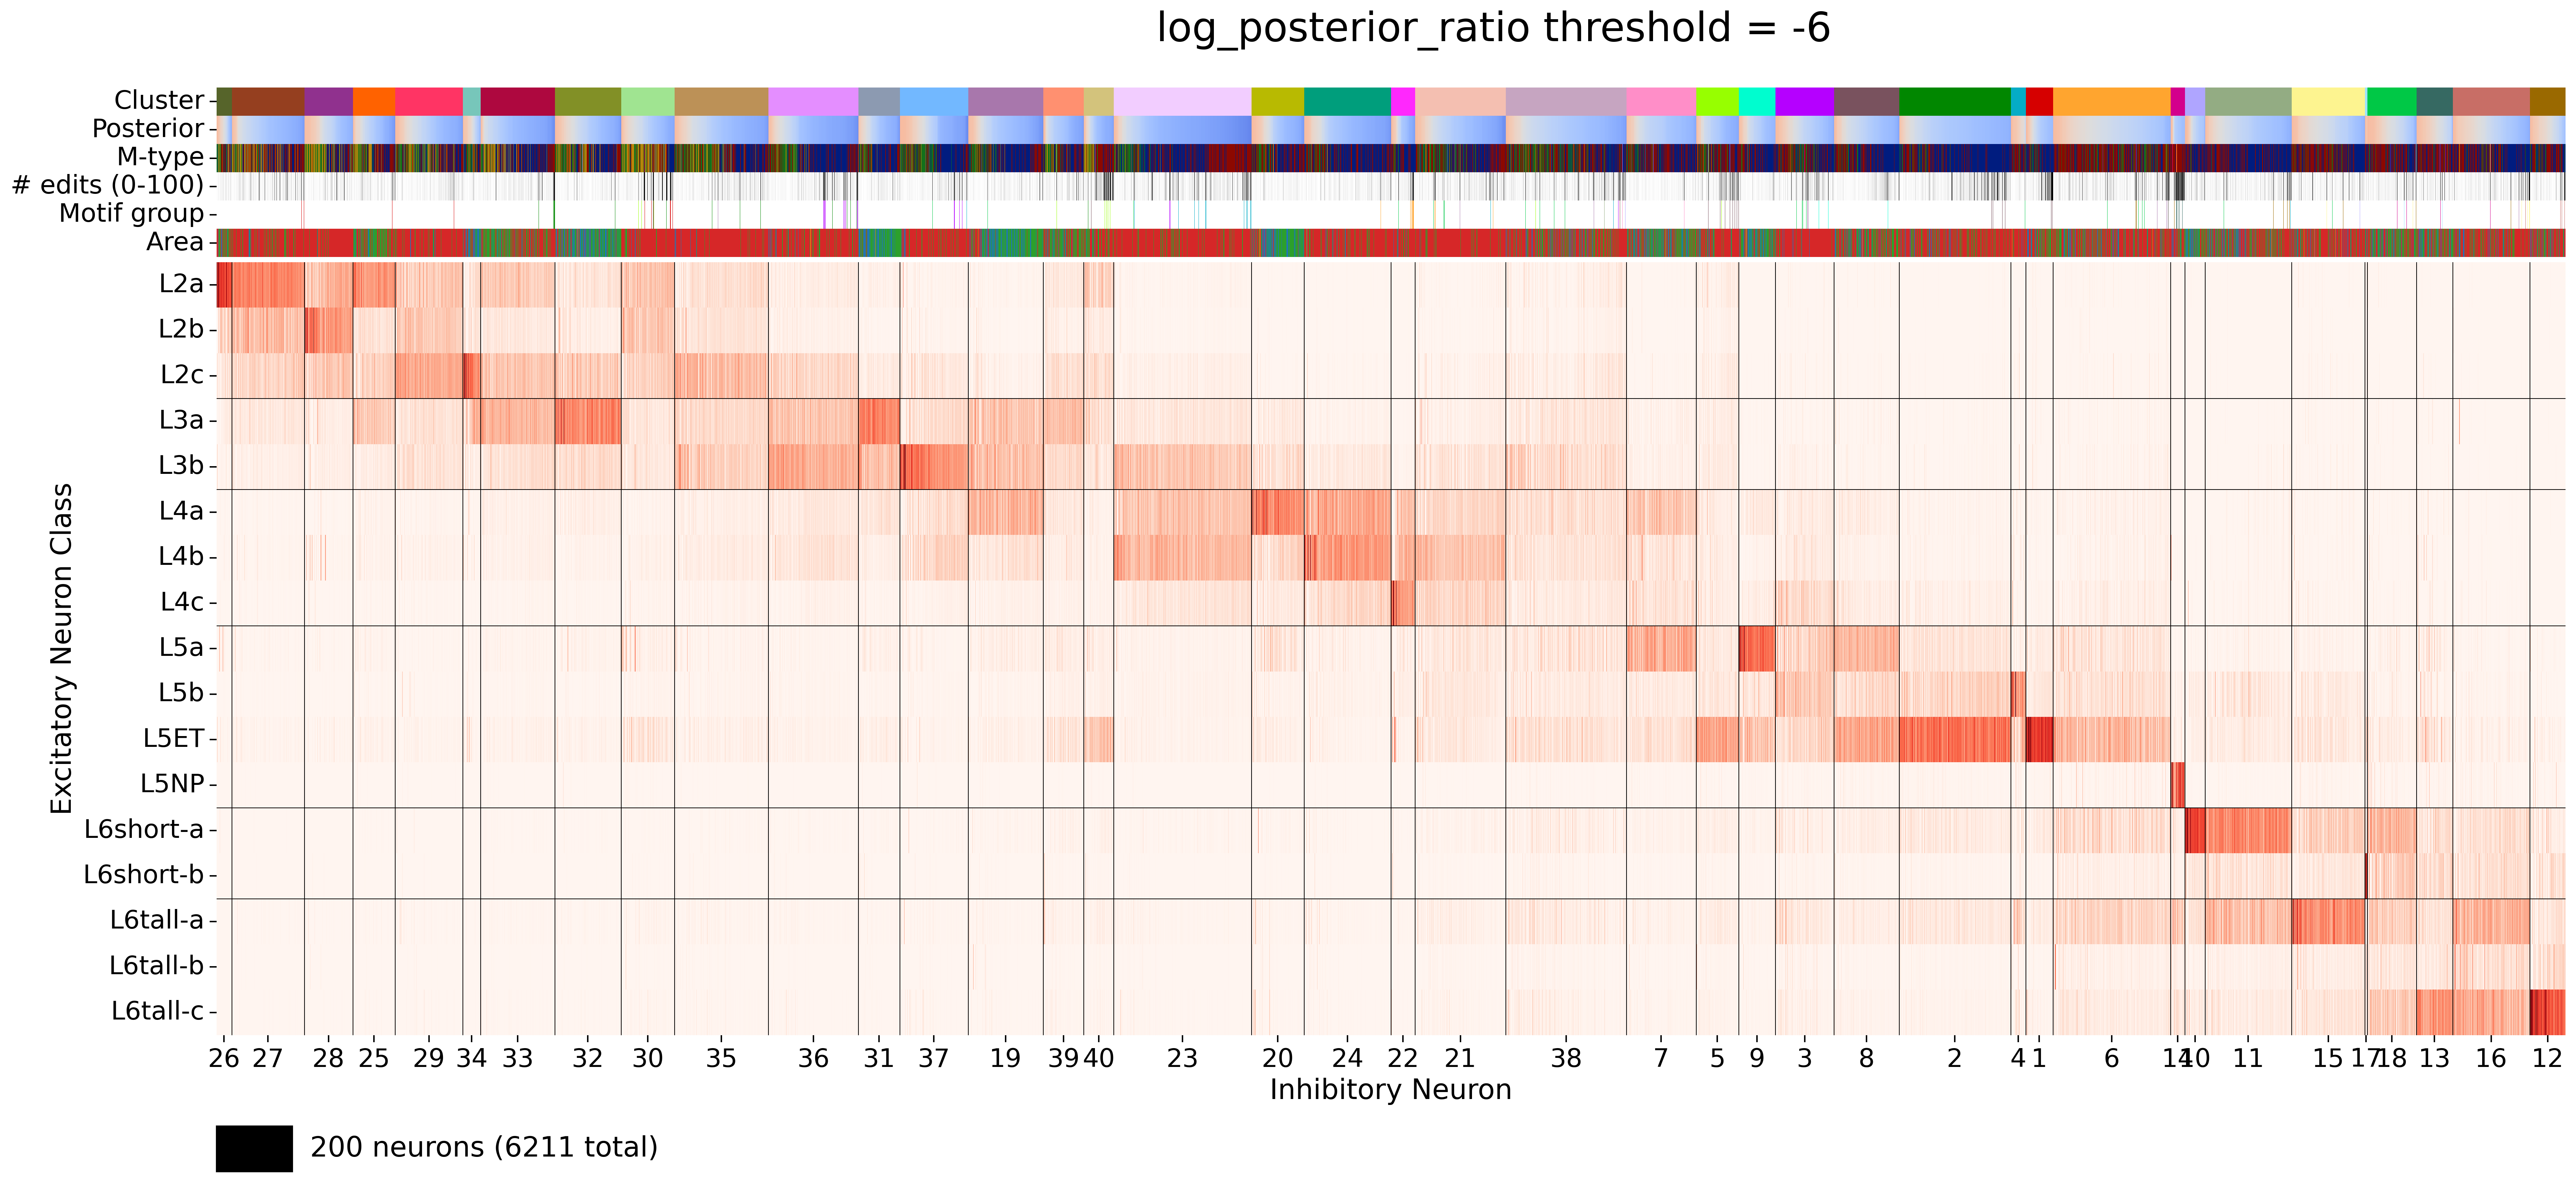 log_posterior_ratio threshold = -6
Cluster
Posterior
M-type
# edits (0-100)
Motif group
Area
Excitatory Neuron Class
L2a
L2b
L2c
L3a
L3b
L4a
L4b
L4c
L5a
L5b
L5ET
L5NP
L6short-a
L6short-b
L6tall-a
L6tall-b
L6tall-c
26 27 28 25 29 34 33 32 30 35 36 31 37 19 39 40 23 20 24 22 21 38 7 5 9 3 8 2 4 1 6 14 10 11 15 17 18 13 16 12
Inhibitory Neuron
200 neurons (6211 total)